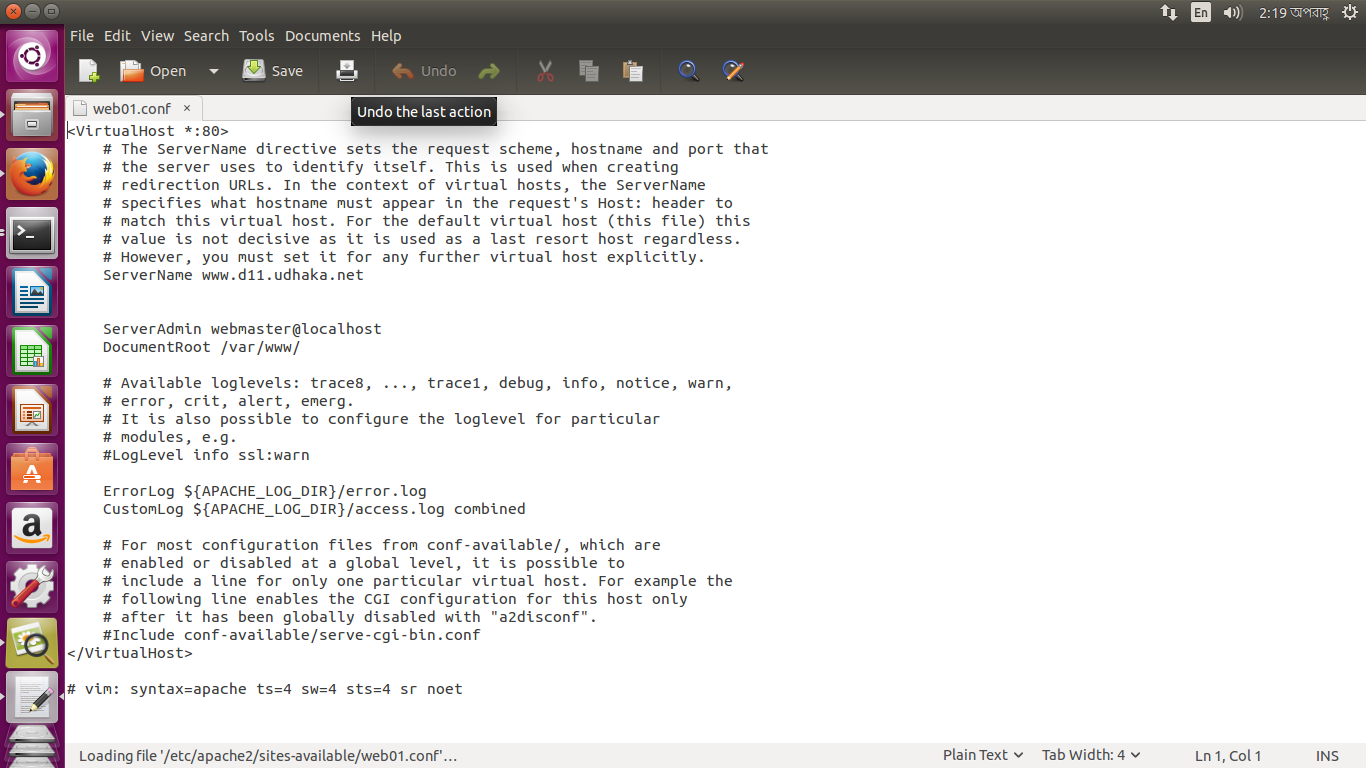 En 2:19 অপরাহ্ণ
File Edit View Search Tools Documents Help
Open Save Undo
web01.conf ×
Undo the last action
<VirtualHost *:80>
# The ServerName directive sets the request scheme, hostname and port that
# the server uses to identify itself. This is used when creating
# redirection URLs. In the context of virtual hosts, the ServerName
# specifies what hostname must appear in the request's Host: header to
# match this virtual host. For the default virtual host (this file) this
# value is not decisive as it is used as a last resort host regardless.
# However, you must set it for any further virtual host explicitly.
ServerName www.d11.udhaka.net
ServerAdmin webmaster@localhost
DocumentRoot /var/www/
# Available loglevels: trace8, ..., trace1, debug, info, notice, warn,
# error, crit, alert, emerg.
# It is also possible to configure the loglevel for particular
# modules, e.g.
#LogLevel info ssl:warn
ErrorLog ${APACHE_LOG_DIR}/error.log
CustomLog ${APACHE_LOG_DIR}/access.log combined
# For most configuration files from conf-available/, which are
# enabled or disabled at a global level, it is possible to
# include a line for only one particular virtual host. For example the
# following line enables the CGI configuration for this host only
# after it has been globally disabled with "a2disconf".
#Include conf-available/serve-cgi-bin.conf
</VirtualHost>
# vim: syntax=apache ts=4 sw=4 sts=4 sr noet
Loading file '/etc/apache2/sites-available/web01.conf'… Plain Text Tab Width: 4 Ln 1, Col 1 INS